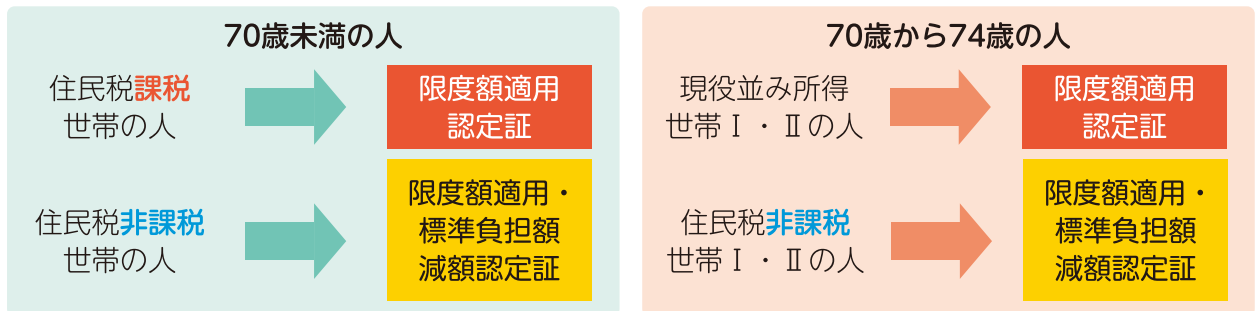 70歳未満の人
住民税課税
世帯の人
限度額適用
認定証
住民税非課税
世帯の人
限度額適用・
標準負担額
減額認定証
70歳から74歳の人
現役並み所得
世帯Ⅰ・Ⅱの人
限度額適用
認定証
住民税非課税
世帯Ⅰ・Ⅱの人
限度額適用・
標準負担額
減額認定証